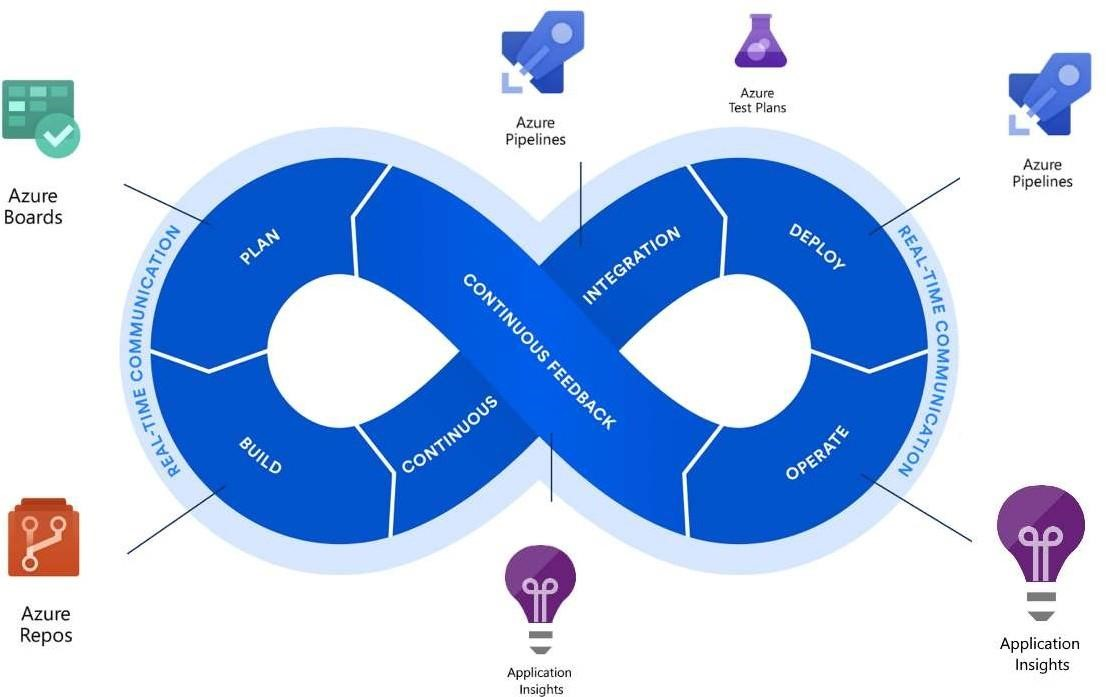 Azure
Boards
Azure
Pipelines
Azure
Test Plans
Azure
Pipelines
REAL-TIME COMMUNICATION
PLAN
BUILD
CONTINUOUS
INTEGRATION
CONTINUOUS FEEDBACK
DEPLOY
OPERATE
REAL-TIME COMMUNICATION
Azure
Repos
Application
Insights
Application
Insights